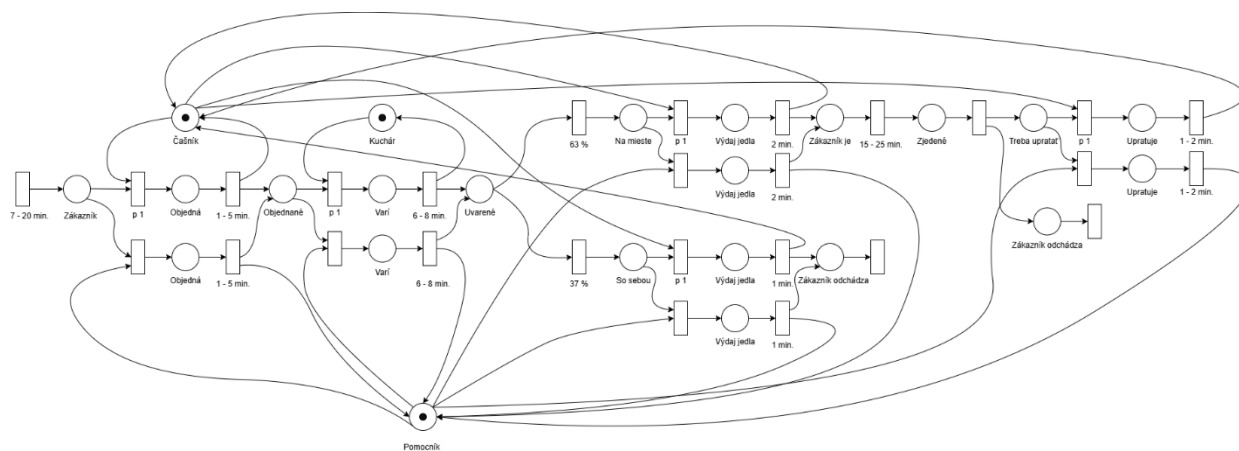 Čašník
Kuchár
63 %
Na mieste
p 1
Výdaj jedla
2 min.
Zákazník je
15 - 25 min.
Zjedené
Treba upratať
p 1
Upratuje
1 - 2 min.
7 - 20 min.
Zákazník
p 1
Objedná
1 - 5 min.
Objednané
p 1
Varí
6 - 8 min.
Uvarené
Výdaj jedla
2 min.
Upratuje
1 - 2 min.
Zákazník odchádza
Objedná
1 - 5 min.
Varí
6 - 8 min.
37 %
So sebou
p 1
Výdaj jedla
1 min.
Zákazník odchádza
Výdaj jedla
1 min.
Pomocník